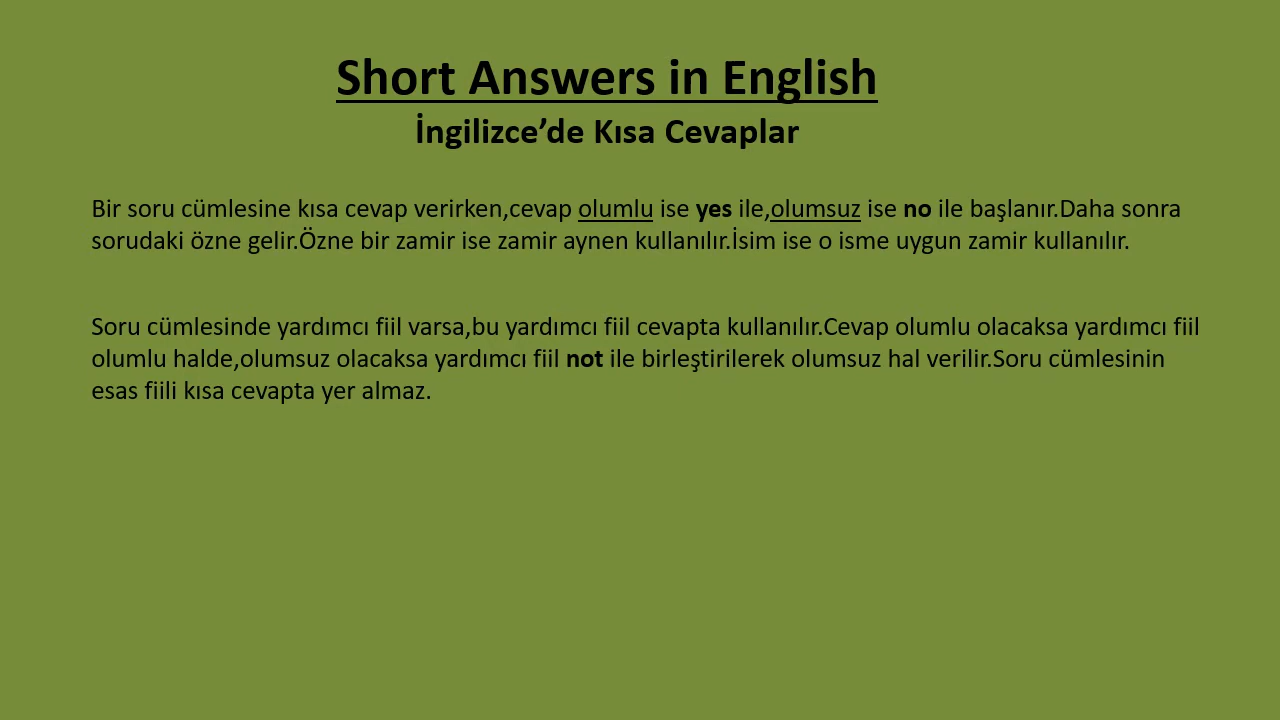 Short Answers in English
İngilizce’de Kısa Cevaplar
Bir soru cümlesine kısa cevap verirken,cevap olumlu ise yes ile,olumsuz ise no ile başlanır.Daha sonra
sorudaki özne gelir.Özne bir zamir ise zamir aynen kullanılır.İsim ise o isme uygun zamir kullanılır.
Soru cümlesinde yardımcı fiil varsa,bu yardımcı fiil cevapta kullanılır.Cevap olumlu olacaksa yardımcı fiil
olumlu halde,olumsuz olacaksa yardımcı fiil not ile birleştirilerek olumsuz hal verilir.Soru cümlesinin
esas fiili kısa cevapta yer almaz.